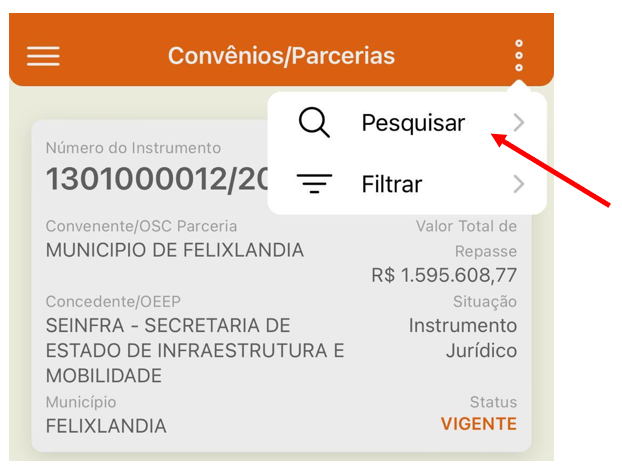 Convênios/Parcerias
Pesquisar
Filtrar
Número do Instrumento
1301000012/20
Convenente/OSC Parceria
MUNICIPIO DE FELIXLANDIA
Valor Total de
Repasse
R$ 1.595.608,77
Concedente/OEEP
SEINFRA - SECRETARIA DE
ESTADO DE INFRAESTRUTURA E
MOBILIDADE
Situação
Instrumento
Jurídico
Município
FELIXLANDIA
Status
VIGENTE